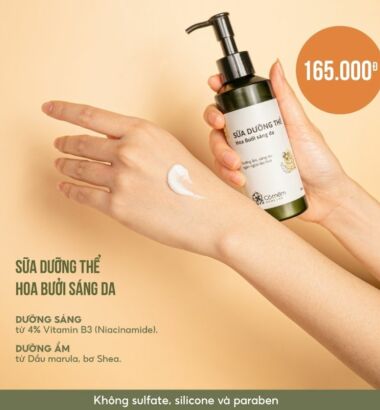 165.000Đ
SỮA DƯỠNG THỂ
Hoa Bưởi sáng da
Cỏ mềm
SỮA DƯỠNG THỂ
HOA BƯỞI SÁNG DA
DƯỠNG SÁNG
từ 4% Vitamin B3 (Niacinamide).
DƯỠNG ẨM
từ Dầu marula, bơ Shea.
Không sulfate, silicone và paraben